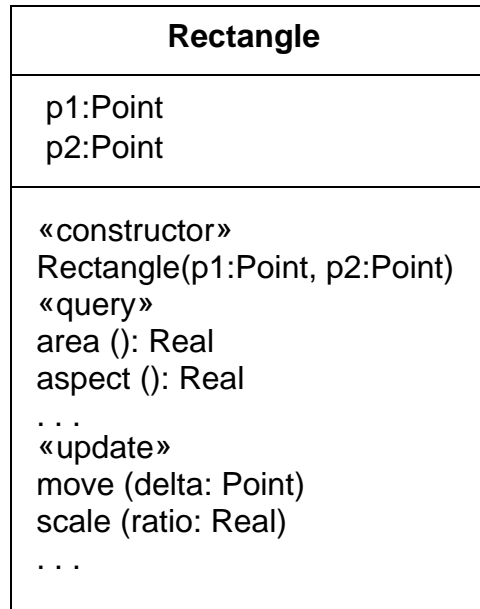 Rectangle
p1:Point
p2:Point
«constructor»
Rectangle(p1:Point, p2:Point)
«query»
area (): Real
aspect (): Real
. . .
«update»
move (delta: Point)
scale (ratio: Real)
. . .